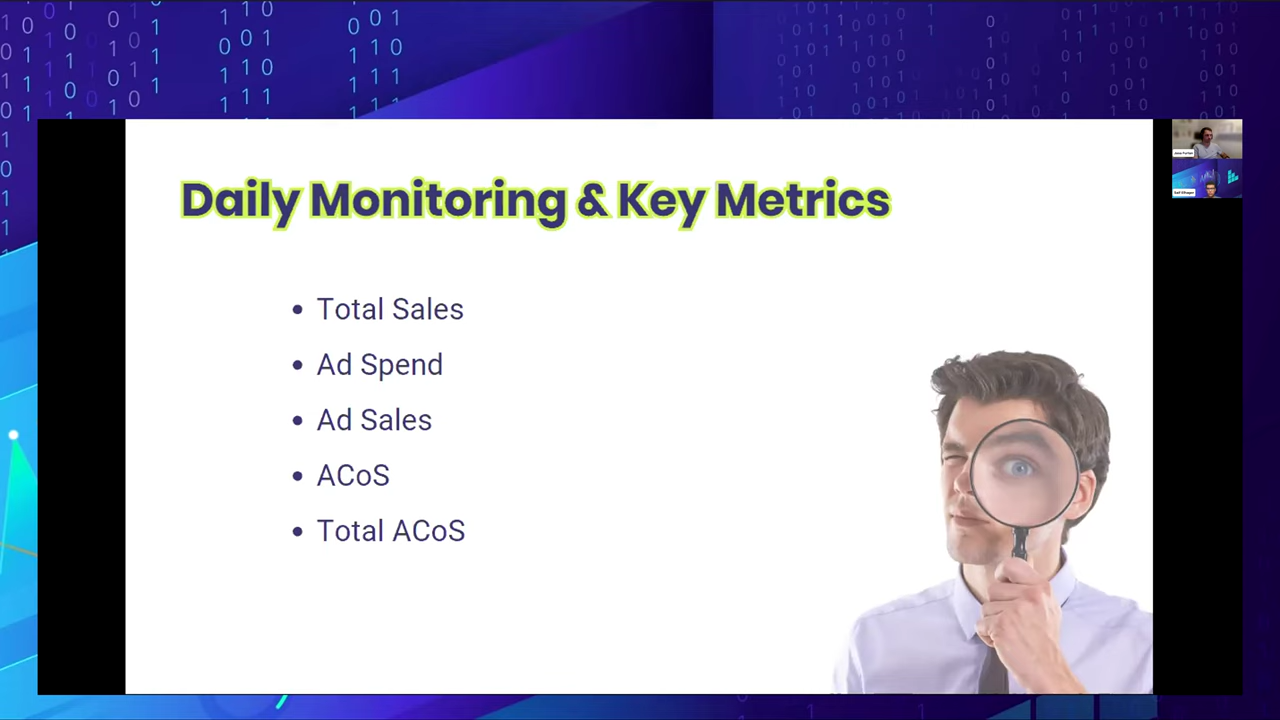 Daily Monitoring & Key Metrics
• Total Sales
• Ad Spend
• Ad Sales
• ACoS
• Total ACoS